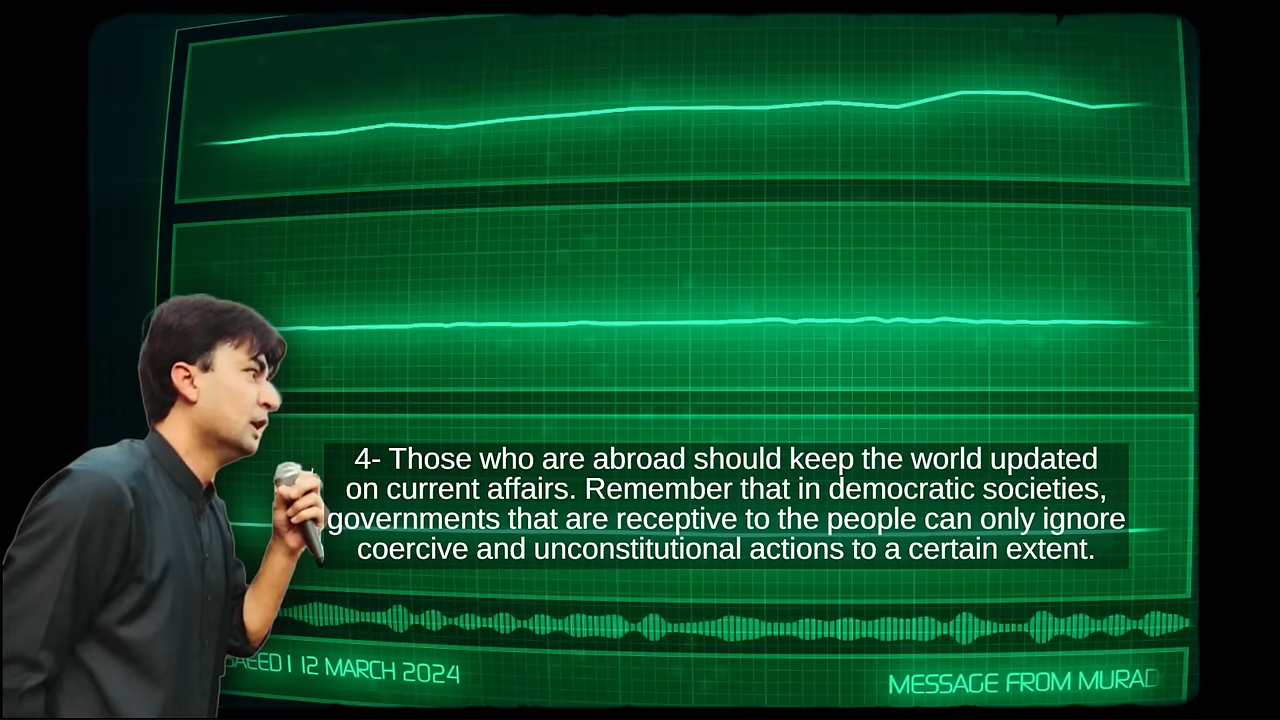 4- Those who are abroad should keep the world updated
on current affairs. Remember that in democratic societies,
governments that are receptive to the people can only ignore
coercive and unconstitutional actions to a certain extent.
SAEED | 12 MARCH 2024
MESSAGE FROM MURAD